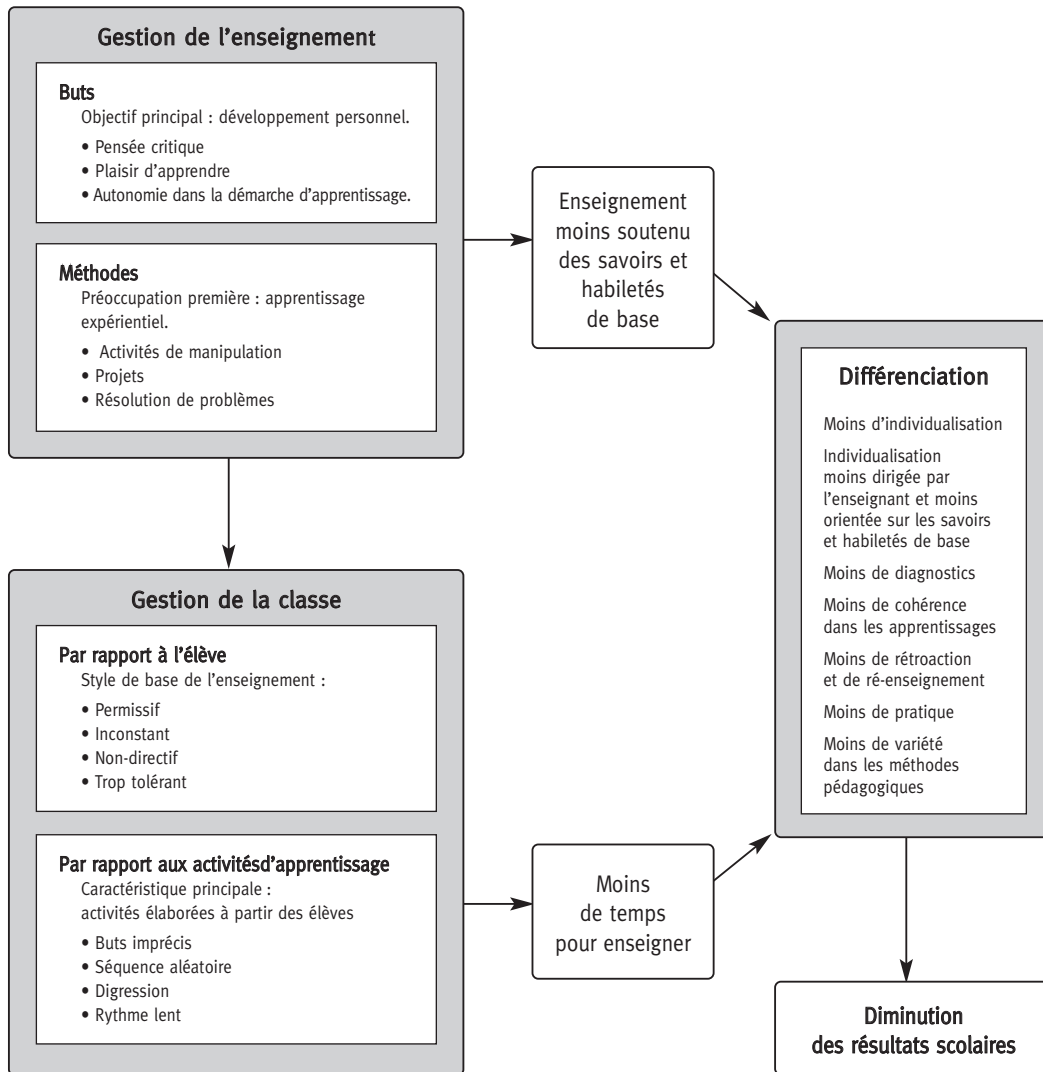 Gestion de l'enseignement
Buts
Objectif principal : développement personnel.
• Pensée critique
• Plaisir d'apprendre
• Autonomie dans la démarche d'apprentissage.
Méthodes
Préoccupation première : apprentissage
expérientiel.
• Activités de manipulation
• Projets
• Résolution de problèmes
Enseignement
moins soutenu
des savoirs et
habiletés
de base
Gestion de la classe
Par rapport à l'élève
Style de base de l'enseignement :
• Permissif
• Inconstant
• Non-directif
• Trop tolérant
Par rapport aux activitésd'apprentissage
Caractéristique principale :
activités élaborées à partir des élèves
• Buts imprécis
• Séquence aléatoire
• Digression
• Rythme lent
Moins
de temps
pour enseigner
Différenciation
Moins d'individualisation
Individualisation
moins dirigée par
l'enseignant et moins
orientée sur les savoirs
et habiletés de base
Moins de diagnostics
Moins de cohérence
dans les apprentissages
Moins de rétroaction
et de ré-enseignement
Moins de pratique
Moins de variété
dans les méthodes
pédagogiques
Diminution
des résultats scolaires